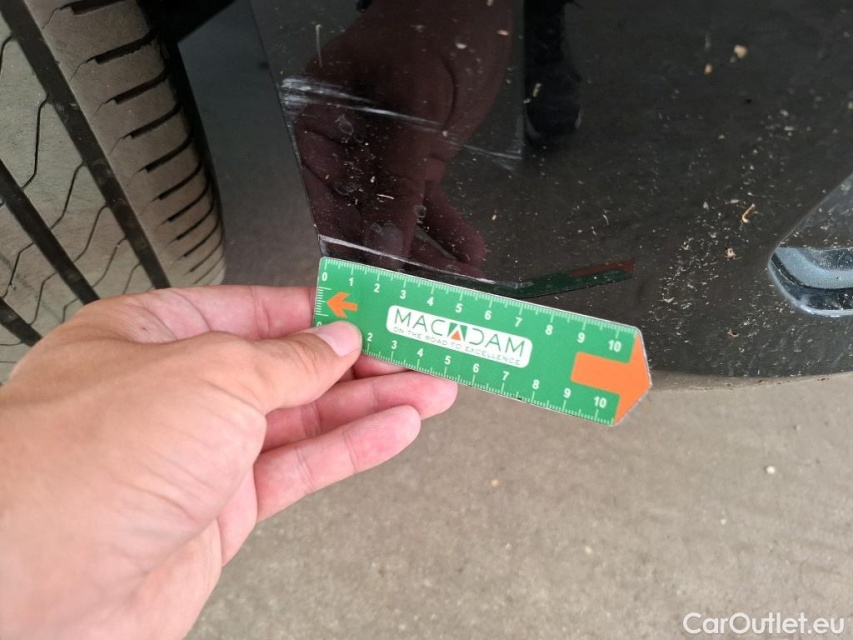 0 1 2 3 4 5 6 7 8 9 10
MACADAM
ON THE ROAD TO EXCELLENCE
2 3 4 5 6 7 8 9 10
CarOutlet.eu